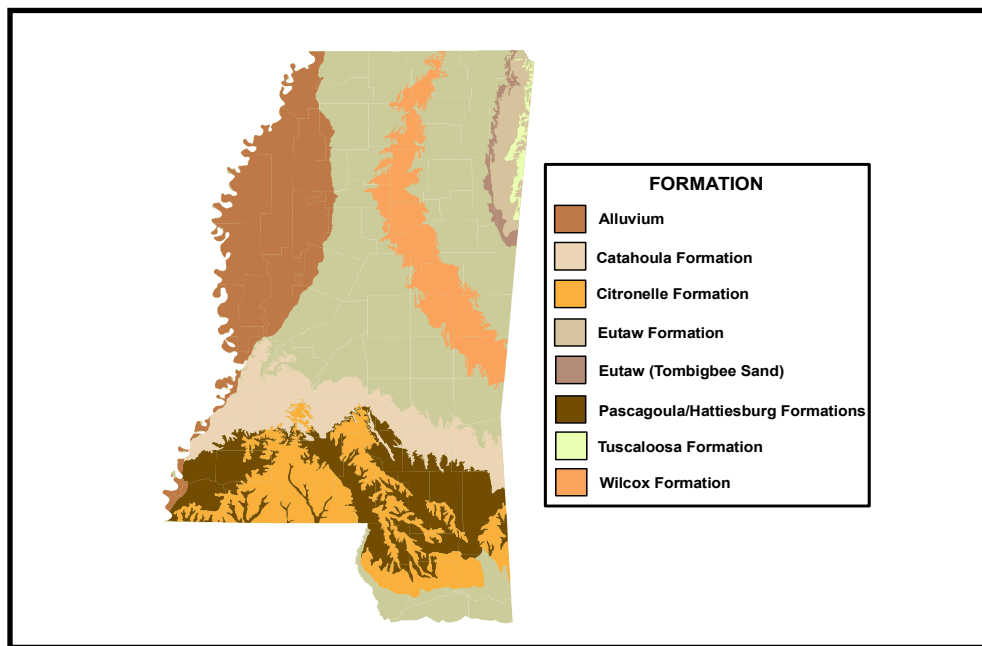 FORMATION
Alluvium
Catahoula Formation
Citronelle Formation
Eutaw Formation
Eutaw (Tombigbee Sand)
Pascagoula/Hattiesburg Formations
Tuscaloosa Formation
Wilcox Formation